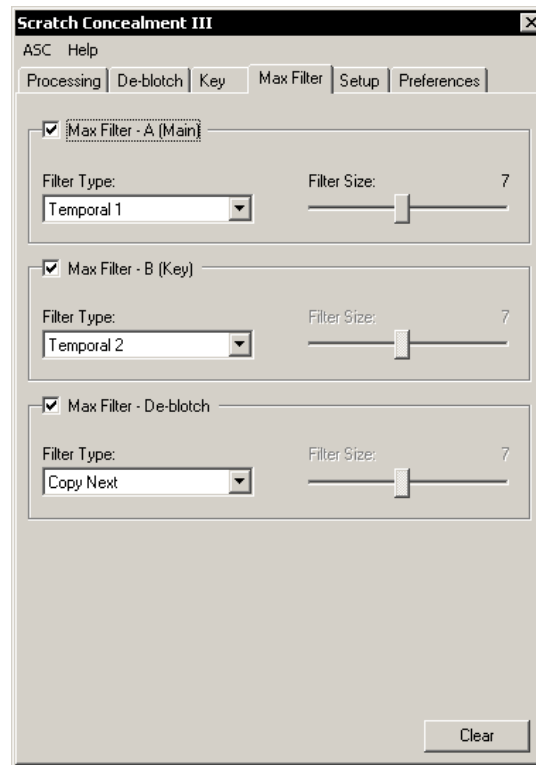 Scratch Concealment III
ASC Help
Processing De-blotch Key Max Filter Setup Preferences
Max Filter - A (Main)
Filter Type: Filter Size: 7
Temporal 1
Max Filter - B (Key)
Filter Type: Filter Size: 7
Temporal 2
Max Filter - De-blotch
Filter Type: Filter Size: 7
Copy Next
Clear